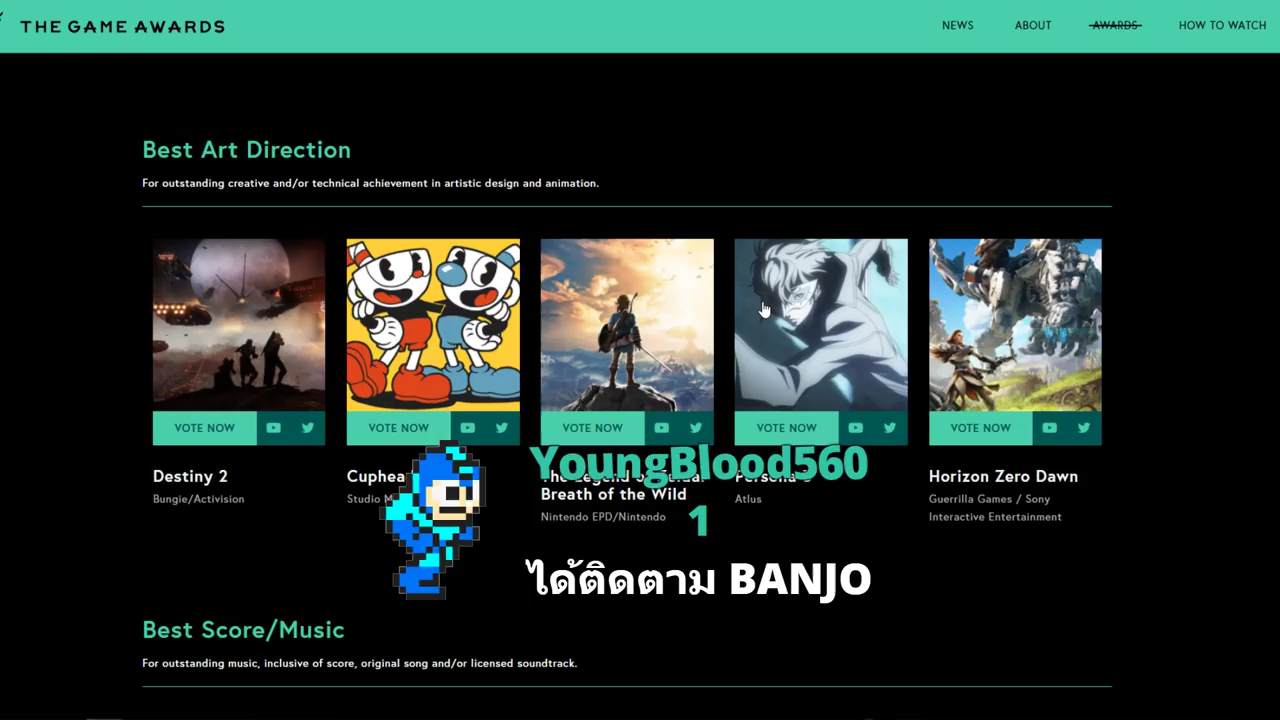 THE GAME AWARDS
NEWS
ABOUT
AWARDS
HOW TO WATCH
Best Art Direction
For outstanding creative and/or technical achievement in artistic design and animation.
VOTE NOW
VOTE NOW
VOTE NOW
VOTE NOW
VOTE NOW
Destiny 2
Bungie/Activision
Breath of the Wild
Nintendo EPD/Nintendo
Atlus
Horizon Zero Dawn
Guerrilla Games / Sony
Interactive Entertainment
YoungBlood560
1
ได้ติดตาม BANJO
Best Score/Music
For outstanding music, inclusive of score, original song and/or licensed soundtrack.